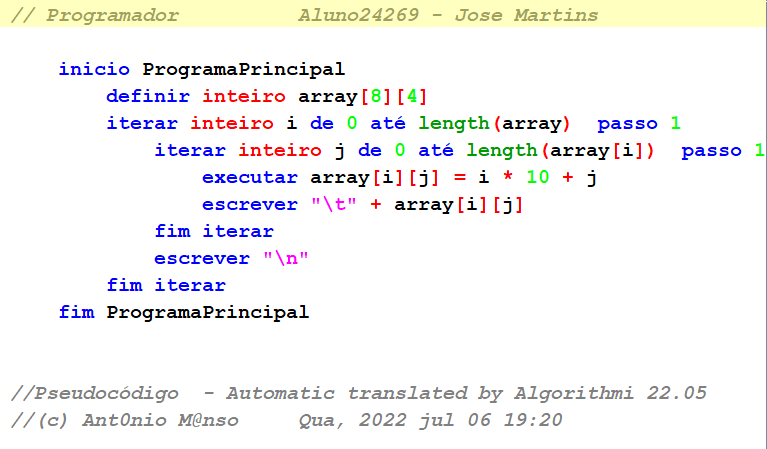 // Programador          Aluno24269 - Jose Martins
    inicio ProgramaPrincipal
        definir inteiro array[8][4]
        iterar inteiro i de 0 até length(array)  passo 1
            iterar inteiro j de 0 até length(array[i])  passo 1
                executar array[i][j] = i * 10 + j
                escrever "\t" + array[i][j]
            fim iterar
            escrever "\n"
        fim iterar
    fim ProgramaPrincipal
//Pseudocódigo  - Automatic translated by Algorithmi 22.05
//(c) Ant0nio M@nso     Qua, 2022 jul 06 19:20